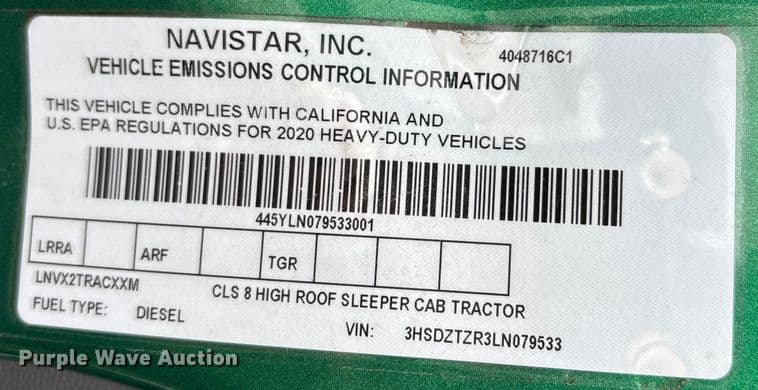 NAVISTAR, INC.
4048716C1
VEHICLE EMISSIONS CONTROL INFORMATION
THIS VEHICLE COMPLIES WITH CALIFORNIA AND
U.S. EPA REGULATIONS FOR 2020 HEAVY-DUTY VEHICLES
445YLN079533001
LRRA ARF TGR
LNVX2TRACXXM
CLS 8 HIGH ROOF SLEEPER CAB TRACTOR
FUEL TYPE: DIESEL
VIN: 3HSDZTZR3LN079533
Purple Wave Auction